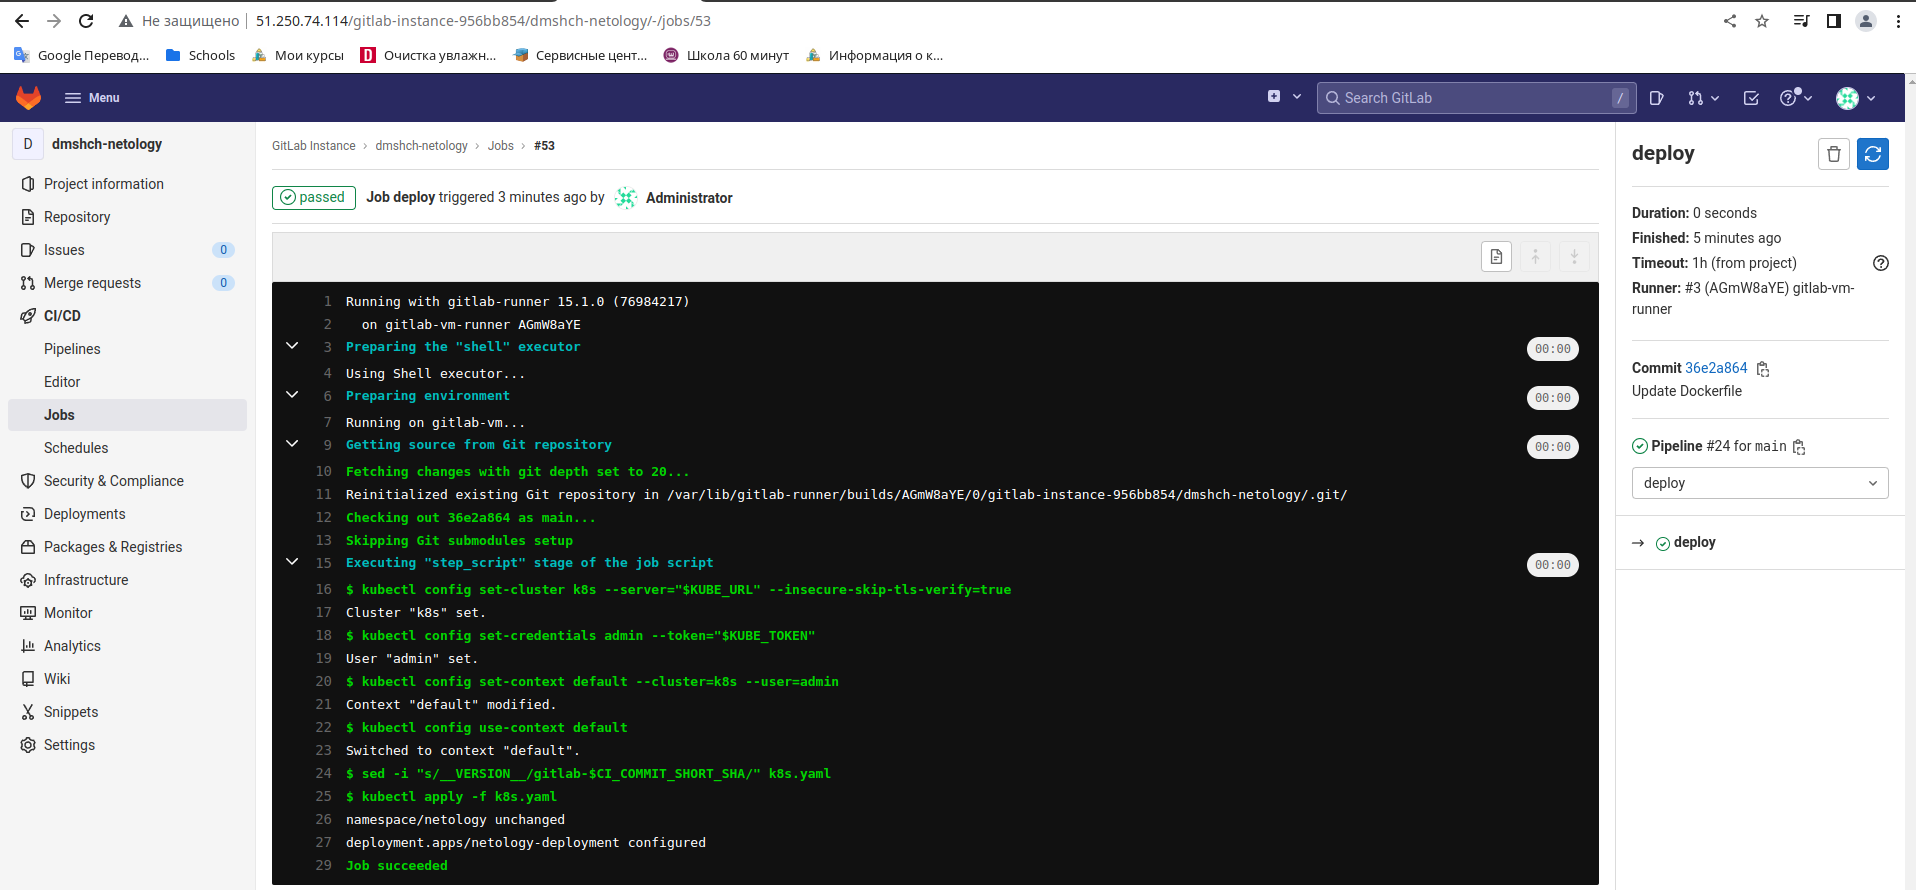 Не защищено 51.250.74.114/gitlab-instance-956bb854/dmshch-netology/-/jobs/53
Google Перевод... Schools Мои курсы Очистка увлажн... Сервисные цент... Школа 60 минут Информация о к...
Menu Search GitLab /
D dmshch-netology
Project information
Repository
Issues 0
Merge requests 0
CI/CD
Pipelines
Editor
Jobs
Schedules
Security & Compliance
Deployments
Packages & Registries
Infrastructure
Monitor
Analytics
Wiki
Snippets
Settings
GitLab Instance › dmshch-netology › Jobs › #53
passed Job deploy triggered 3 minutes ago by Administrator
1 Running with gitlab-runner 15.1.0 (76984217)
2 on gitlab-vm-runner AGmW8aYE
3 Preparing the "shell" executor 00:00
4 Using Shell executor...
6 Preparing environment 00:00
7 Running on gitlab-vm...
9 Getting source from Git repository 00:00
10 Fetching changes with git depth set to 20...
11 Reinitialized existing Git repository in /var/lib/gitlab-runner/builds/AGmW8aYE/0/gitlab-instance-956bb854/dmshch-netology/.git/
12 Checking out 36e2a864 as main...
13 Skipping Git submodules setup
15 Executing "step_script" stage of the job script 00:00
16 $ kubectl config set-cluster k8s --server="$KUBE_URL" --insecure-skip-tls-verify=true
17 Cluster "k8s" set.
18 $ kubectl config set-credentials admin --token="$KUBE_TOKEN"
19 User "admin" set.
20 $ kubectl config set-context default --cluster=k8s --user=admin
21 Context "default" modified.
22 $ kubectl config use-context default
23 Switched to context "default".
24 $ sed -i "s/__VERSION__/gitlab-$CI_COMMIT_SHORT_SHA/" k8s.yaml
25 $ kubectl apply -f k8s.yaml
26 namespace/netology unchanged
27 deployment.apps/netology-deployment configured
29 Job succeeded
deploy
Duration: 0 seconds
Finished: 5 minutes ago
Timeout: 1h (from project)
Runner: #3 (AGmW8aYE) gitlab-vm-
runner
Commit 36e2a864
Update Dockerfile
Pipeline #24 for main
deploy
→ deploy